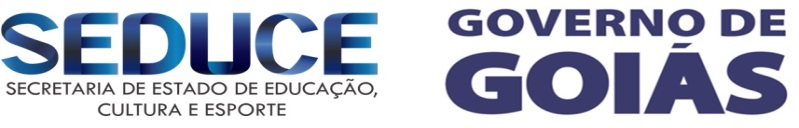 SEDUCE
SECRETARIA DE ESTADO DE EDUCAÇÃO,
CULTURA E ESPORTE
GOVERNO DE
GOIÁS